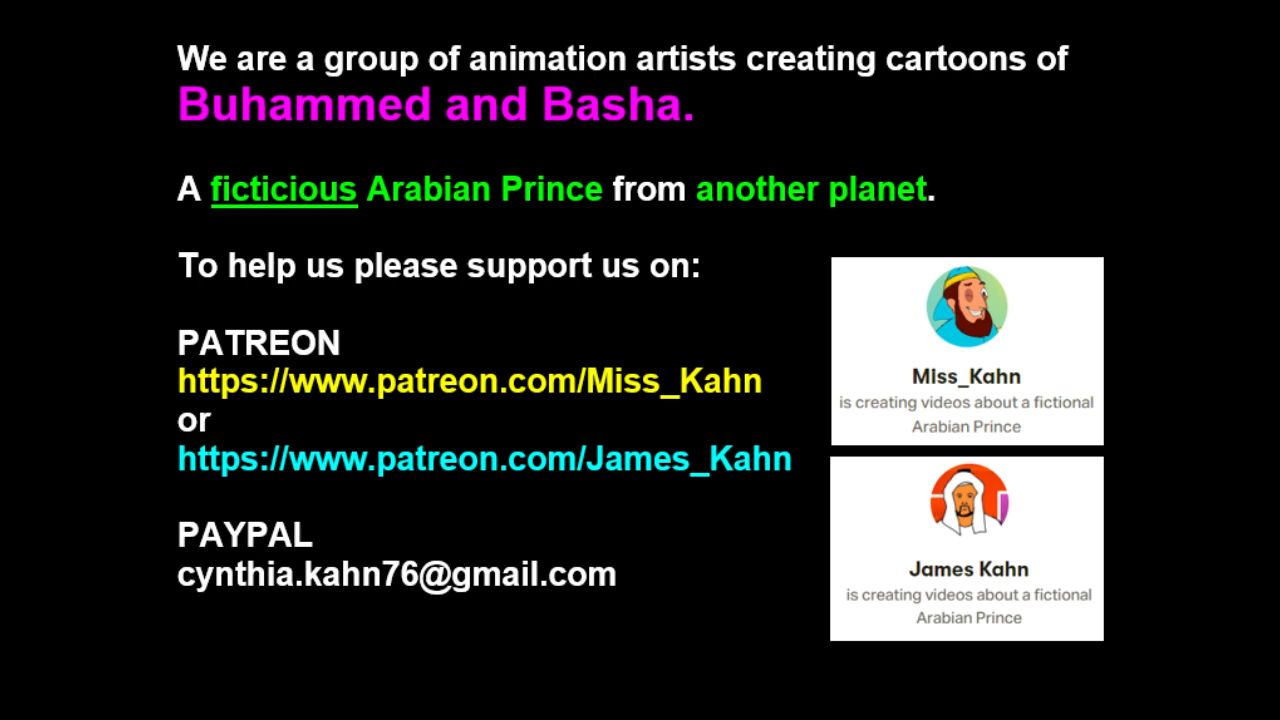 We are a group of animation artists creating cartoons of
Buhammed and Basha.
A ficticious Arabian Prince from another planet.
To help us please support us on:
PATREON
https://www.patreon.com/Miss_Kahn
or
https://www.patreon.com/James_Kahn
PAYPAL
cynthia.kahn76@gmail.com
MIss_Kahn
is creating videos about a fictional
Arabian Prince
James Kahn
is creating videos about a fictional
Arabian Prince